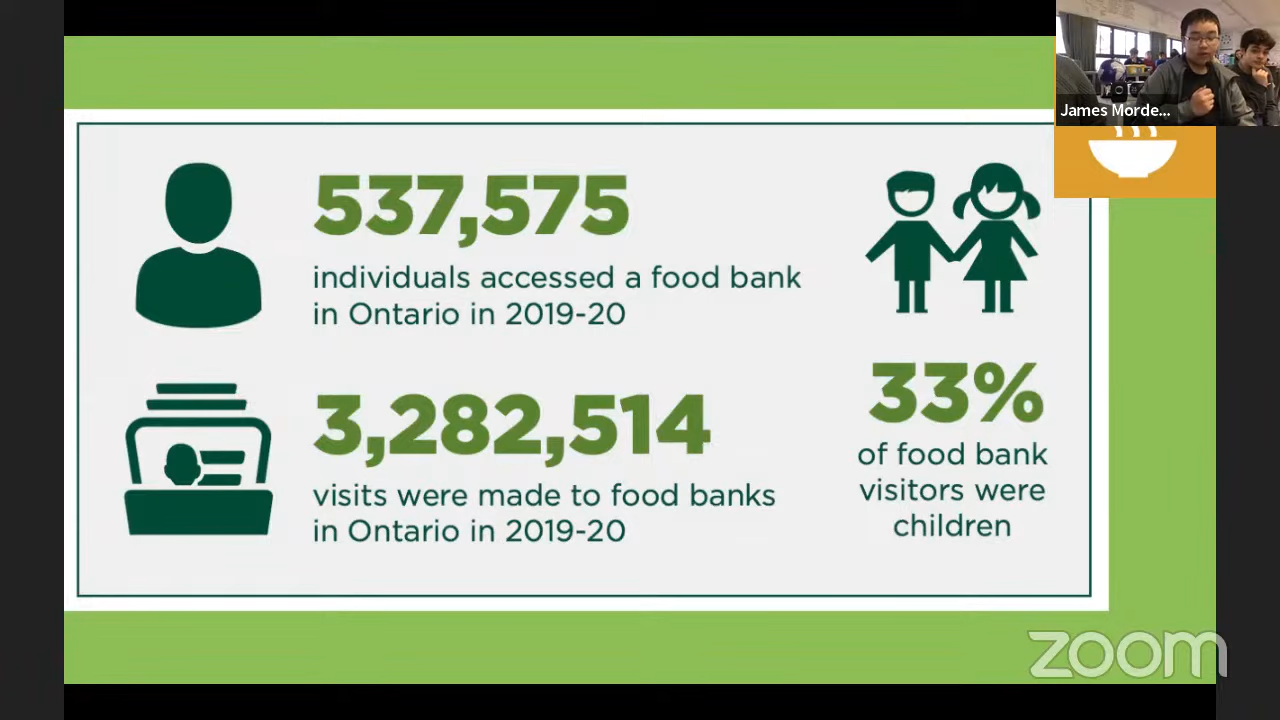 James Morde...
537,575
individuals accessed a food bank
in Ontario in 2019-20
3,282,514
visits were made to food banks
in Ontario in 2019-20
33%
of food bank
visitors were
children
zoom